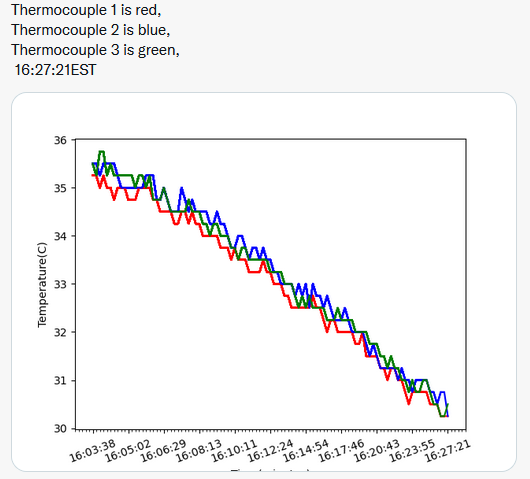 Thermocouple 1 is red,
Thermocouple 2 is blue,
Thermocouple 3 is green,
16:27:21EST
36
35
34
33
32
31
30
Temperature(C)
16:03:38 16:05:02 16:06:29 16:08:13 16:10:11 16:12:24 16:14:54 16:17:46 16:20:43 16:23:55 16:27:21